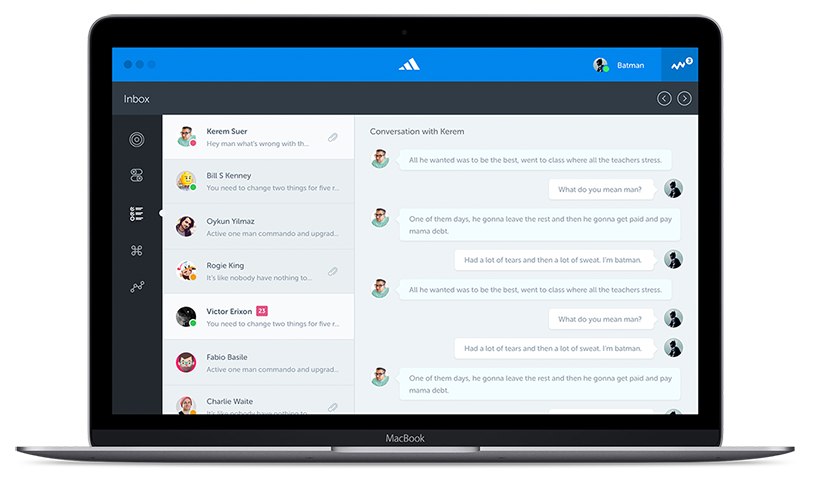 Batman
3
Inbox
Kerem Suer
Hey man what's wrong with th...
Bill S Kenney
You need to change two things for five r...
Oykun Yilmaz
Active one man commando and upgrad...
Rogie King
It's like nobody have nothing to...
Victor Erixon 23
You need to change two things for five r...
Fabio Basile
Active one man commando and upgrad...
Charlie Waite
It's like nobody have nothing to...
Conversation with Kerem
All he wanted was to be the best, went to class where all the teachers stress.
What do you mean man?
One of them days, he gonna leave the rest and then he gonna get paid and pay
mama debt.
Had a lot of tears and then a lot of sweat. I'm batman.
All he wanted was to be the best, went to class where all the teachers stress.
What do you mean man?
Had a lot of tears and then a lot of sweat. I'm batman.
One of them days, he gonna leave the rest and then he gonna get paid and pay
mama debt.
MacBook